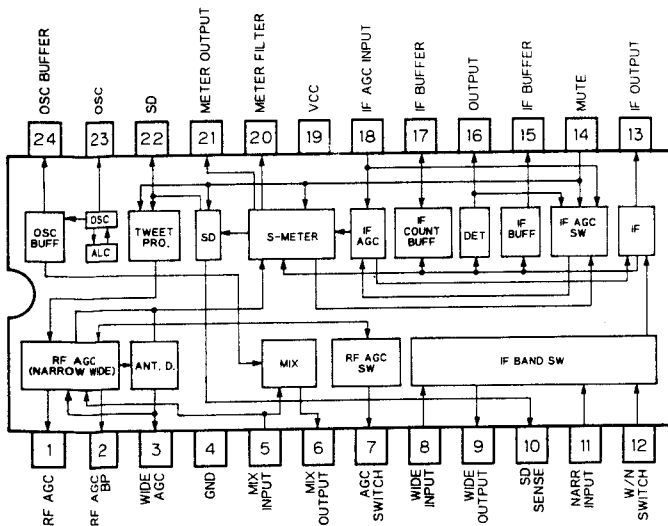 OSC BUFFER
OSC
SD
METER OUTPUT
METER FILTER
VCC
IF AGC INPUT
IF BUFFER
OUTPUT
IF BUFFER
MUTE
IF OUTPUT
24
23
22
21
20
19
18
17
16
15
14
13
OSC
BUFF
OSC
ALC
TWEET
PRO.
SD
S-METER
IF
AGC
IF
COUNT
BUFF
DET
IF
BUFF
IF AGC
SW
IF
RF AGC
(NARROW WIDE)
ANT. D.
MIX
RF AGC
SW
IF BAND SW
1
2
3
4
5
6
7
8
9
10
11
12
RF AGC
RF AGC
BP
WIDE
AGC
GND
MIX
INPUT
MIX
OUTPUT
AGC
SWITCH
WIDE
INPUT
WIDE
OUTPUT
SD
SENSE
NARR
INPUT
W/N
SWITCH